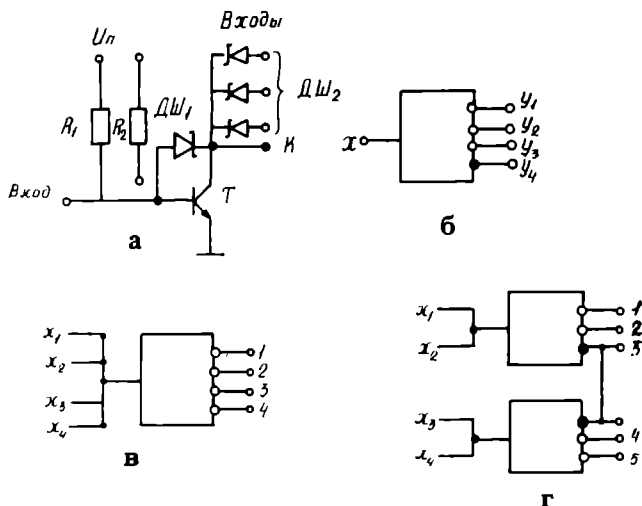 Входы
Uп
ДШ₁
ДШ₂
R₁
R₂
К
Вход
Т
а
x
y₁
y₂
y₃
y₄
б
x₁
x₂
x₃
x₄
1
2
3
4
в
x₁
x₂
1
2
3
x₃
x₄
4
5
г